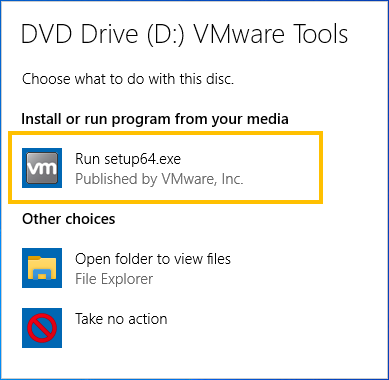 DVD Drive (D:) VMware Tools
Choose what to do with this disc.
Install or run program from your media
vm
Run setup64.exe
Published by VMware, Inc.
Other choices
Open folder to view files
File Explorer
Take no action